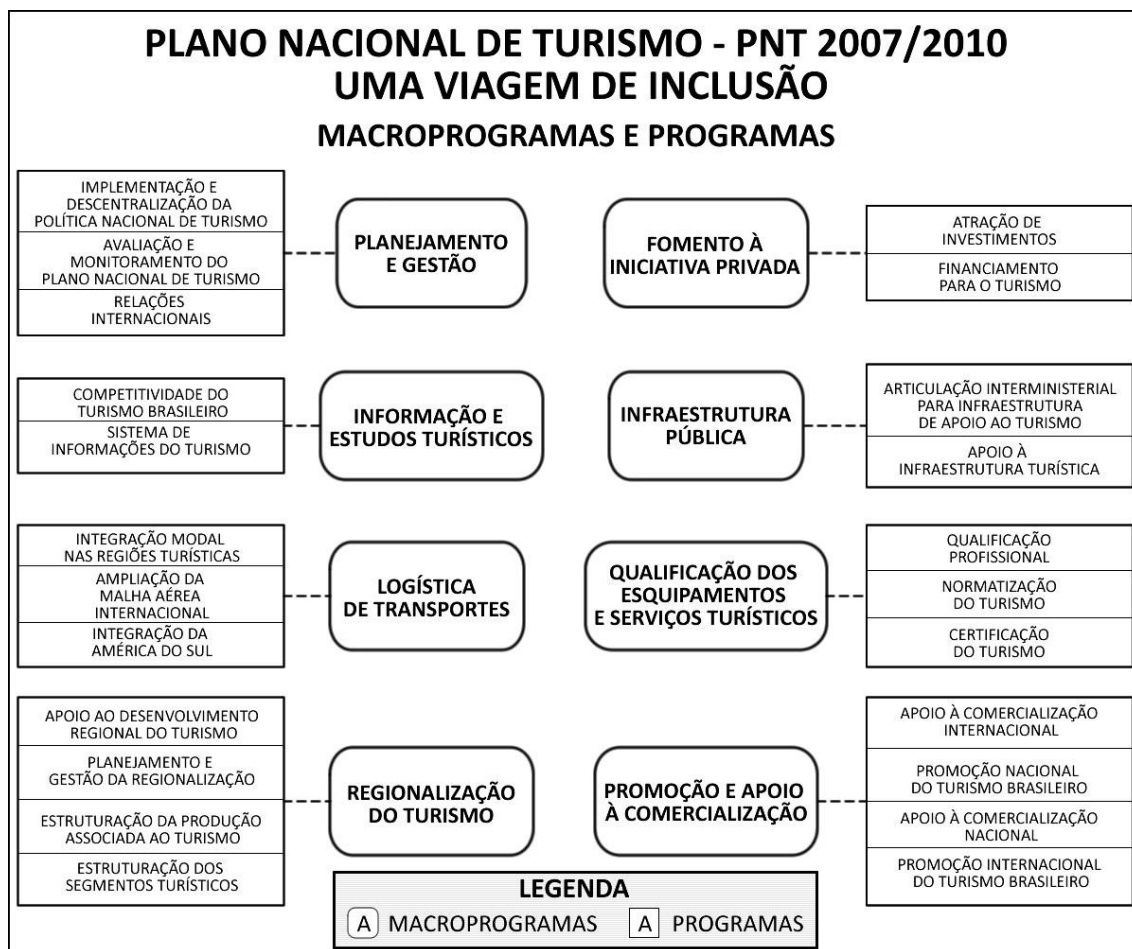 PLANO NACIONAL DE TURISMO - PNT 2007/2010
UMA VIAGEM DE INCLUSÃO
MACROPROGRAMAS E PROGRAMAS
IMPLEMENTAÇÃO E
DESCENTRALIZAÇÃO DA
POLÍTICA NACIONAL DE TURISMO
AVALIAÇÃO E
MONITORAMENTO DO
PLANO NACIONAL DE TURISMO
RELAÇÕES
INTERNACIONAIS
PLANEJAMENTO
E GESTÃO
FOMENTO À
INICIATIVA PRIVADA
ATRAÇÃO DE
INVESTIMENTOS
FINANCIAMENTO
PARA O TURISMO
COMPETITIVIDADE DO
TURISMO BRASILEIRO
SISTEMA DE
INFORMAÇÕES DO TURISMO
INFORMAÇÃO E
ESTUDOS TURÍSTICOS
INFRAESTRUTURA
PÚBLICA
ARTICULAÇÃO INTERMINISTERIAL
PARA INFRAESTRUTURA
DE APOIO AO TURISMO
APOIO À
INFRAESTRUTURA TURÍSTICA
INTEGRAÇÃO MODAL
NAS REGIÕES TURÍSTICAS
AMPLIAÇÃO DA
MALHA AÉREA
INTERNACIONAL
INTEGRAÇÃO DA
AMÉRICA DO SUL
LOGÍSTICA
DE TRANSPORTES
QUALIFICAÇÃO DOS
EQUIPAMENTOS
E SERVIÇOS TURÍSTICOS
QUALIFICAÇÃO
PROFISSIONAL
NORMATIZAÇÃO
DO TURISMO
CERTIFICAÇÃO
DO TURISMO
APOIO AO DESENVOLVIMENTO
REGIONAL DO TURISMO
PLANEJAMENTO E
GESTÃO DA REGIONALIZAÇÃO
ESTRUTURAÇÃO DA PRODUÇÃO
ASSOCIADA AO TURISMO
ESTRUTURAÇÃO DOS
SEGMENTOS TURÍSTICOS
REGIONALIZAÇÃO
DO TURISMO
PROMOÇÃO E APOIO
À COMERCIALIZAÇÃO
APOIO À COMERCIALIZAÇÃO
INTERNACIONAL
PROMOÇÃO NACIONAL
DO TURISMO BRASILEIRO
APOIO À COMERCIALIZAÇÃO
NACIONAL
PROMOÇÃO INTERNACIONAL
DO TURISMO BRASILEIRO
LEGENDA
A MACROPROGRAMAS A PROGRAMAS